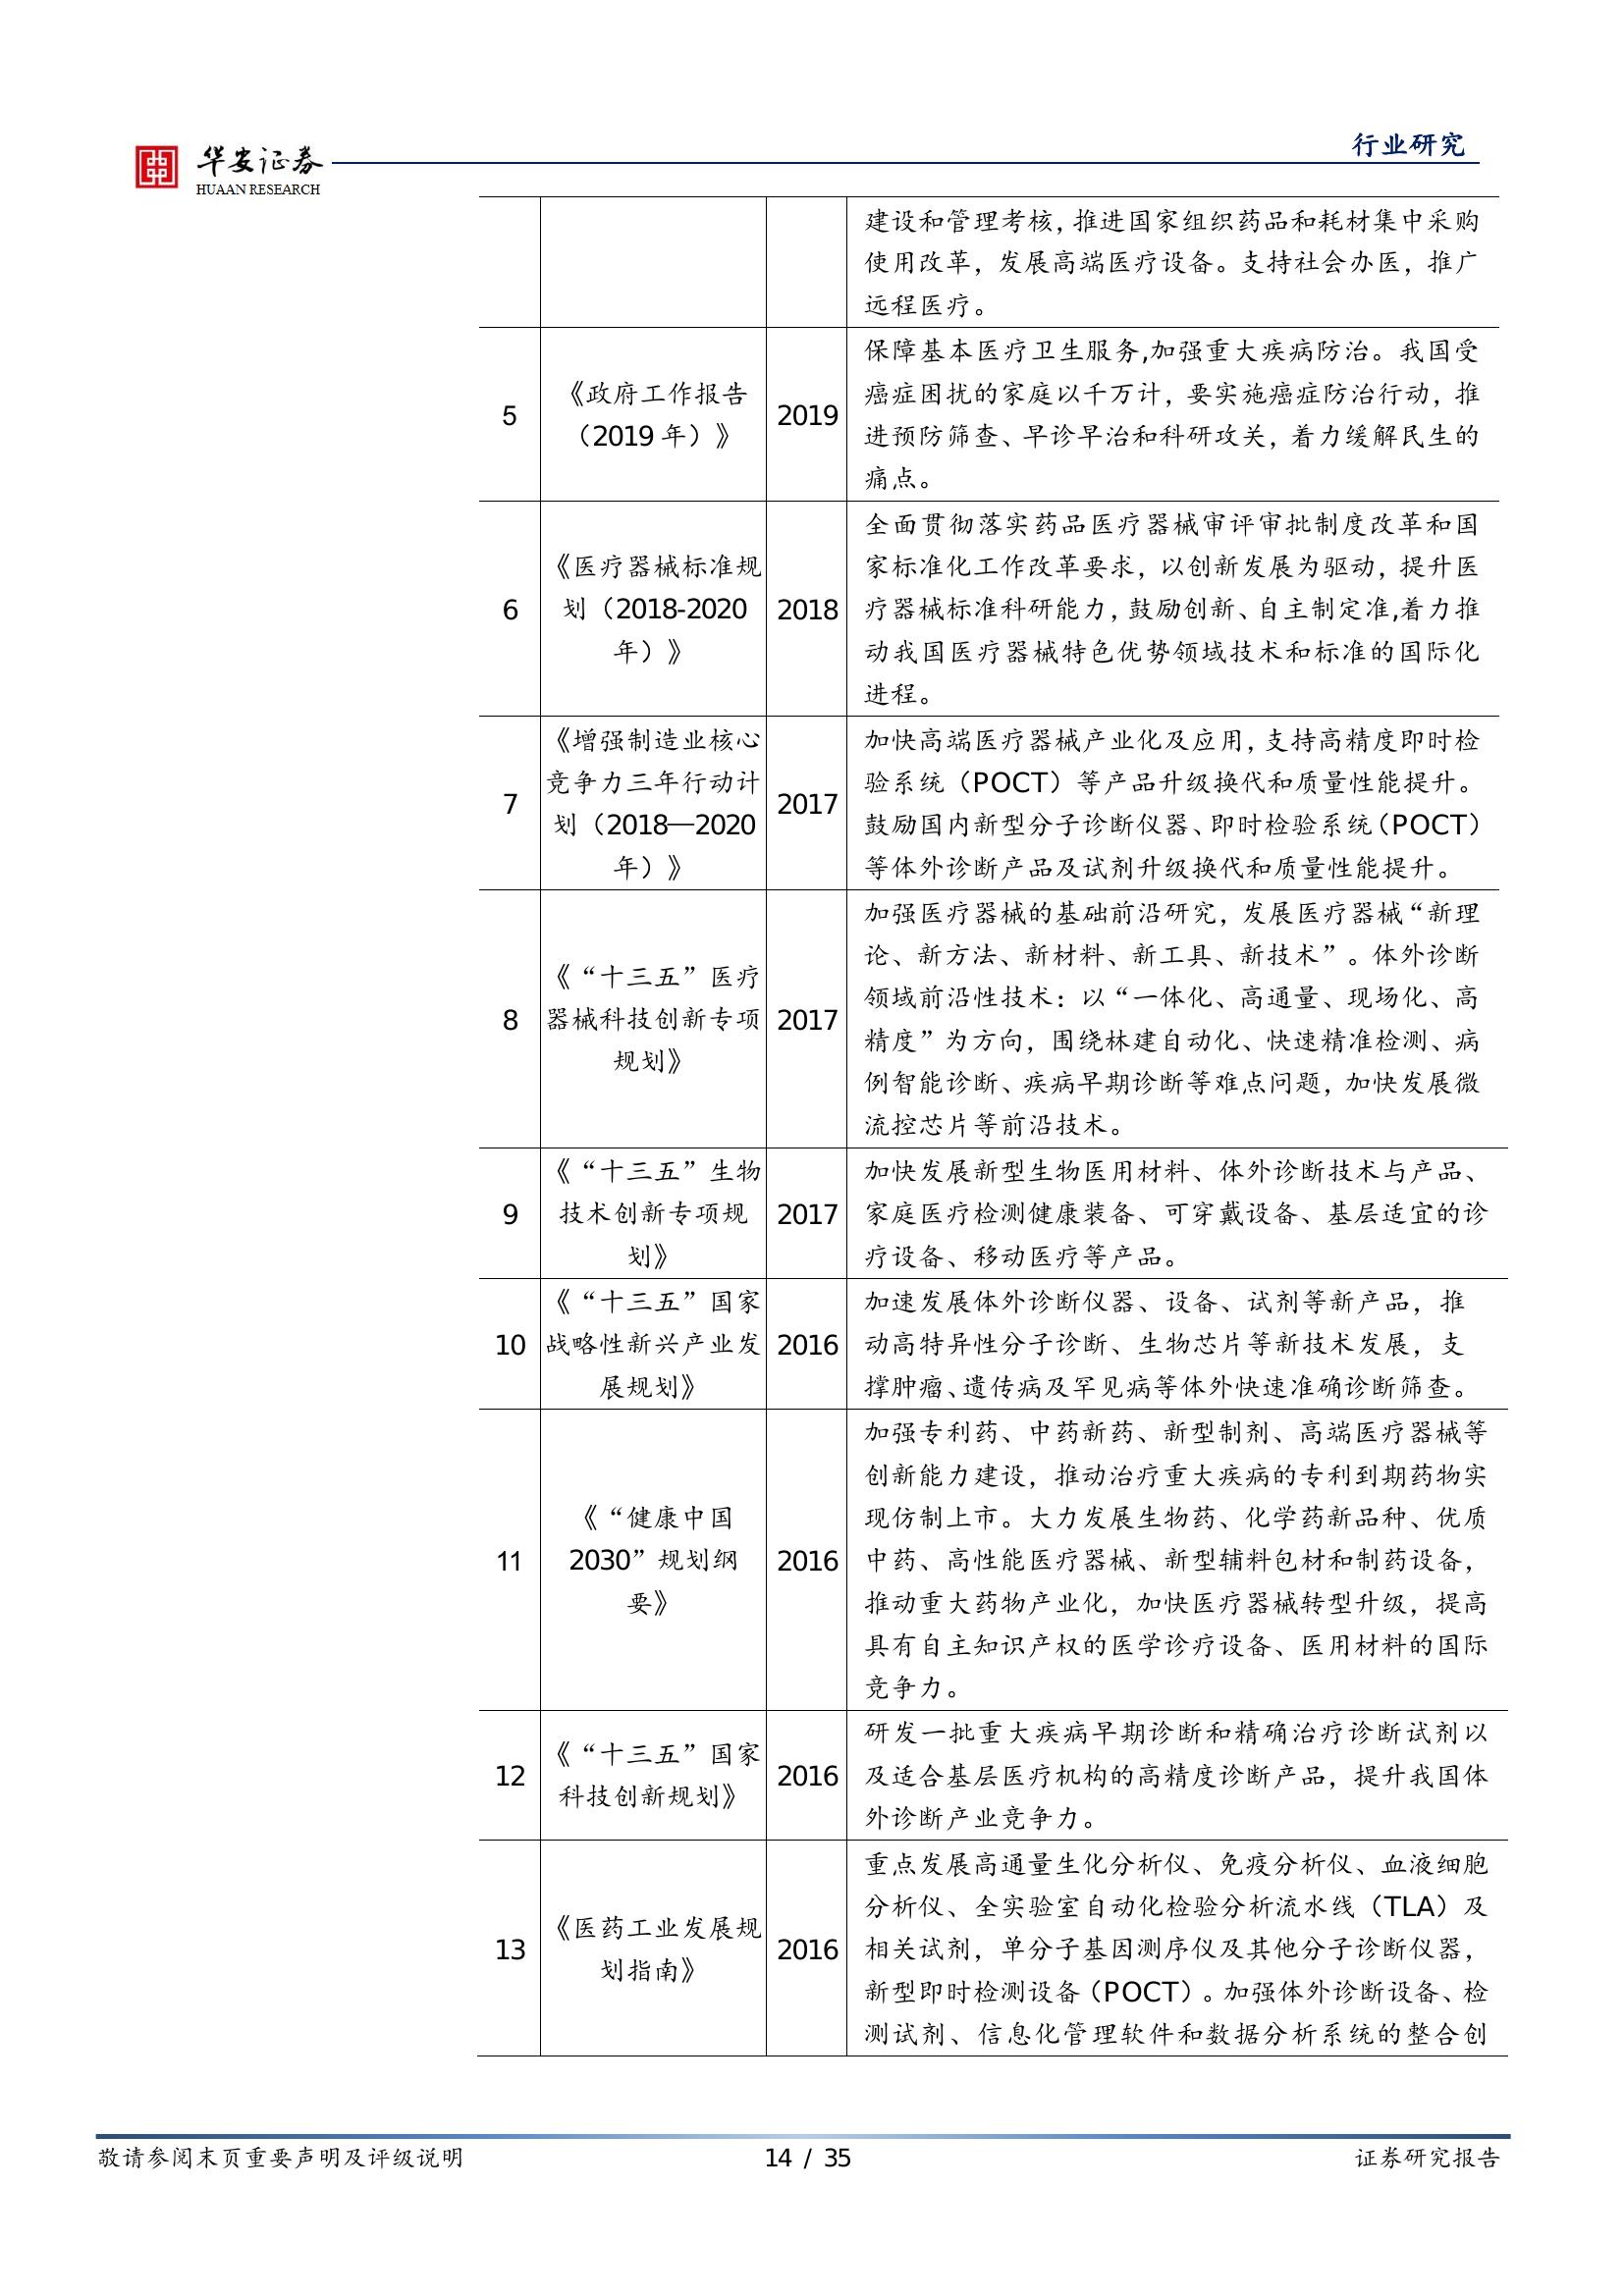 华安证券
HUAAN RESEARCH
行业研究
建设和管理考核,推进国家组织药品和耗材集中采购
使用改革，发展高端医疗设备。支持社会办医，推广
远程医疗。
5
《政府工作报告
（2019 年）》
2019
保障基本医疗卫生服务,加强重大疾病防治。我国受
癌症困扰的家庭以千万计，要实施癌症防治行动，推
进预防筛查、早诊早治和科研攻关，着力缓解民生的
痛点。
6
《医疗器械标准规
划（2018-2020
年）》
2018
全面贯彻落实药品医疗器械审评审批制度改革和国
家标准化工作改革要求，以创新发展为驱动，提升医
疗器械标准科研能力，鼓励创新、自主制定准,着力推
动我国医疗器械特色优势领域技术和标准的国际化
进程。
7
《增强制造业核心
竞争力三年行动计
划（2018—2020
年）》
2017
加快高端医疗器械产业化及应用，支持高精度即时检
验系统（POCT）等产品升级换代和质量性能提升。
鼓励国内新型分子诊断仪器、即时检验系统（POCT）
等体外诊断产品及试剂升级换代和质量性能提升。
8
《“十三五”医疗
器械科技创新专项
规划》
2017
加强医疗器械的基础前沿研究，发展医疗器械“新理
论、新方法、新材料、新工具、新技术”。体外诊断
领域前沿性技术：以“一体化、高通量、现场化、高
精度”为方向，围绕林建自动化、快速精准检测、病
例智能诊断、疾病早期诊断等难点问题，加快发展微
流控芯片等前沿技术。
9
《“十三五”生物
技术创新专项规
划》
2017
加快发展新型生物医用材料、体外诊断技术与产品、
家庭医疗检测健康装备、可穿戴设备、基层适宜的诊
疗设备、移动医疗等产品。
10
《“十三五”国家
战略性新兴产业发
展规划》
2016
加速发展体外诊断仪器、设备、试剂等新产品，推
动高特异性分子诊断、生物芯片等新技术发展，支
撑肿瘤、遗传病及罕见病等体外快速准确诊断筛查。
11
《“健康中国
2030”规划纲
要》
2016
加强专利药、中药新药、新型制剂、高端医疗器械等
创新能力建设，推动治疗重大疾病的专利到期药物实
现仿制上市。大力发展生物药、化学药新品种、优质
中药、高性能医疗器械、新型辅料包材和制药设备，
推动重大药物产业化，加快医疗器械转型升级，提高
具有自主知识产权的医学诊疗设备、医用材料的国际
竞争力。
12
《“十三五”国家
科技创新规划》
2016
研发一批重大疾病早期诊断和精确治疗诊断试剂以
及适合基层医疗机构的高精度诊断产品，提升我国体
外诊断产业竞争力。
13
《医药工业发展规
划指南》
2016
重点发展高通量生化分析仪、免疫分析仪、血液细胞
分析仪、全实验室自动化检验分析流水线（TLA）及
相关试剂，单分子基因测序仪及其他分子诊断仪器，
新型即时检测设备（POCT）。加强体外诊断设备、检
测试剂、信息化管理软件和数据分析系统的整合创
敬请参阅末页重要声明及评级说明
14 / 35
证券研究报告